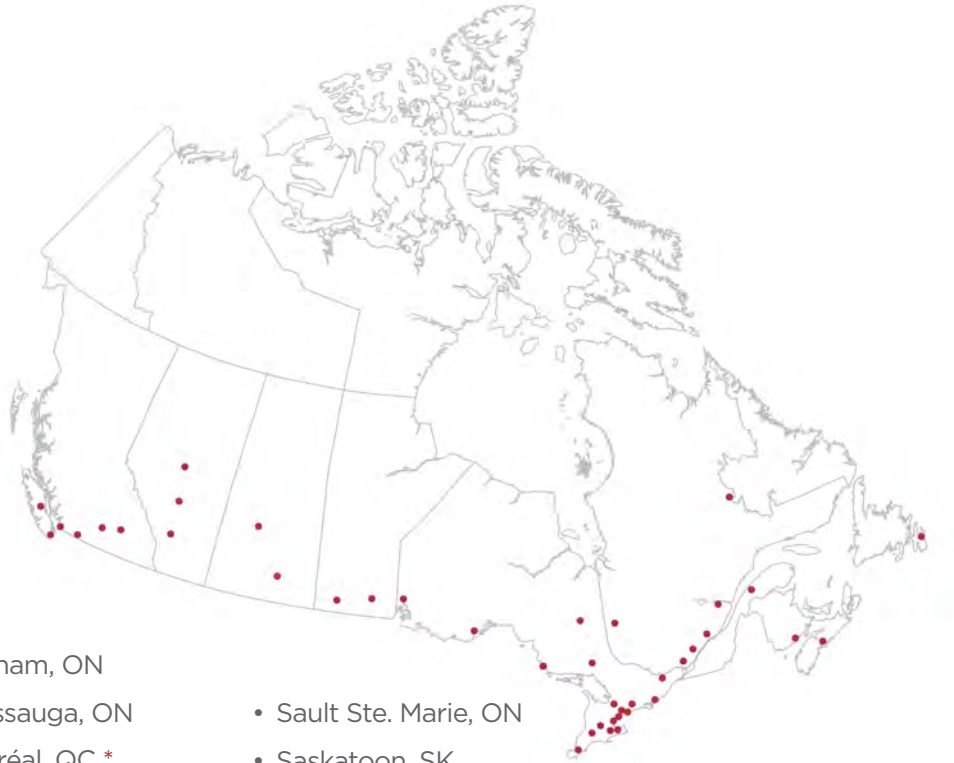 ham, ON
ssauga, ON
réal, QC *
• Sault Ste. Marie, ON
• Saskatoon, SK